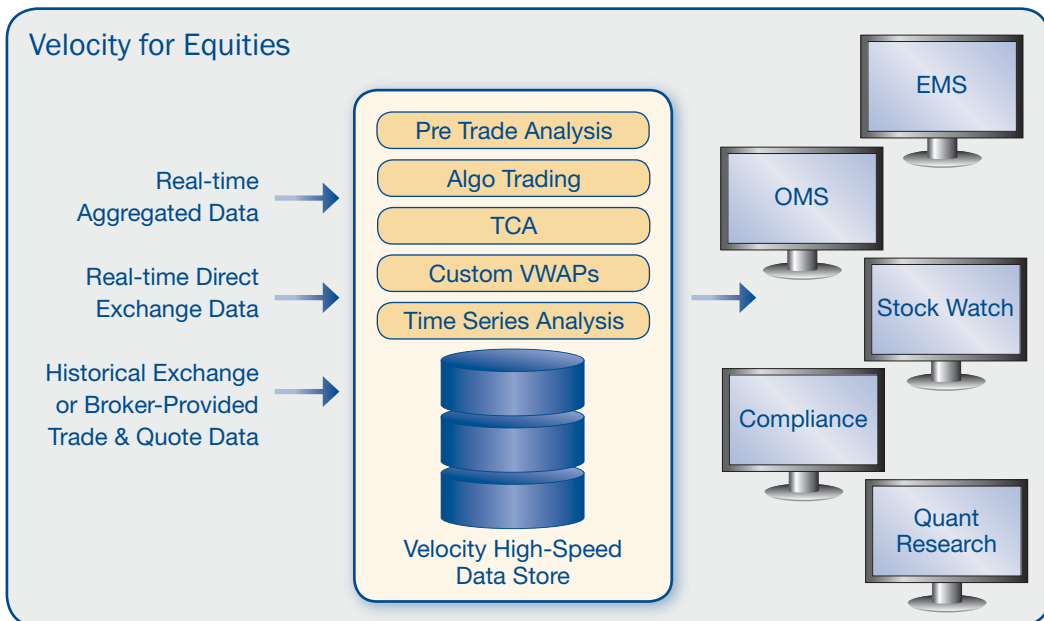 Velocity for Equities
Real-time
Aggregated Data
Real-time Direct
Exchange Data
Historical Exchange
or Broker-Provided
Trade & Quote Data
Pre Trade Analysis
Algo Trading
TCA
Custom VWAPs
Time Series Analysis
Velocity High-Speed
Data Store
EMS
OMS
Stock Watch
Compliance
Quant
Research